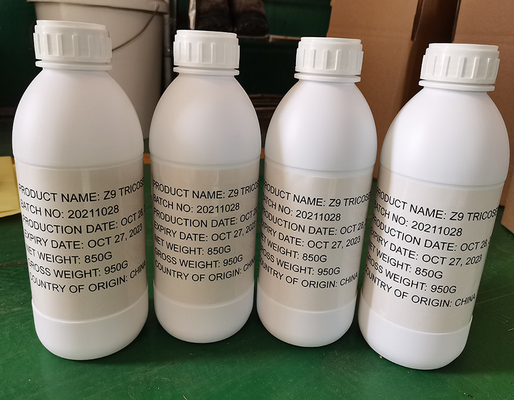 PRODUCT NAME: Z9 TRICOS
BATCH NO: 20211028
PRODUCTION DATE: OCT 28,
EXPIRY DATE: OCT 27, 2023
NET WEIGHT: 850G
GROSS WEIGHT: 950G
COUNTRY OF ORIGIN: CHINA
PRODUCT NAME: Z9 TRICOS
BATCH NO: 20211028
PRODUCTION DATE: OCT 28,
EXPIRY DATE: OCT 27, 2023
NET WEIGHT: 850G
GROSS WEIGHT: 950G
COUNTRY OF ORIGIN: CHINA
PRODUCT NAME: Z9 TRICOS
BATCH NO: 20211028
PRODUCTION DATE: OCT 28,
EXPIRY DATE: OCT 27, 2023
NET WEIGHT: 850G
GROSS WEIGHT: 950G
COUNTRY OF ORIGIN: CHINA
PRODUCT NAME: Z9 TRICOS
BATCH NO: 20211028
PRODUCTION DATE: OCT 28,
EXPIRY DATE: OCT 27, 2023
NET WEIGHT: 850G
GROSS WEIGHT: 950G
COUNTRY OF ORIGIN: CHINA